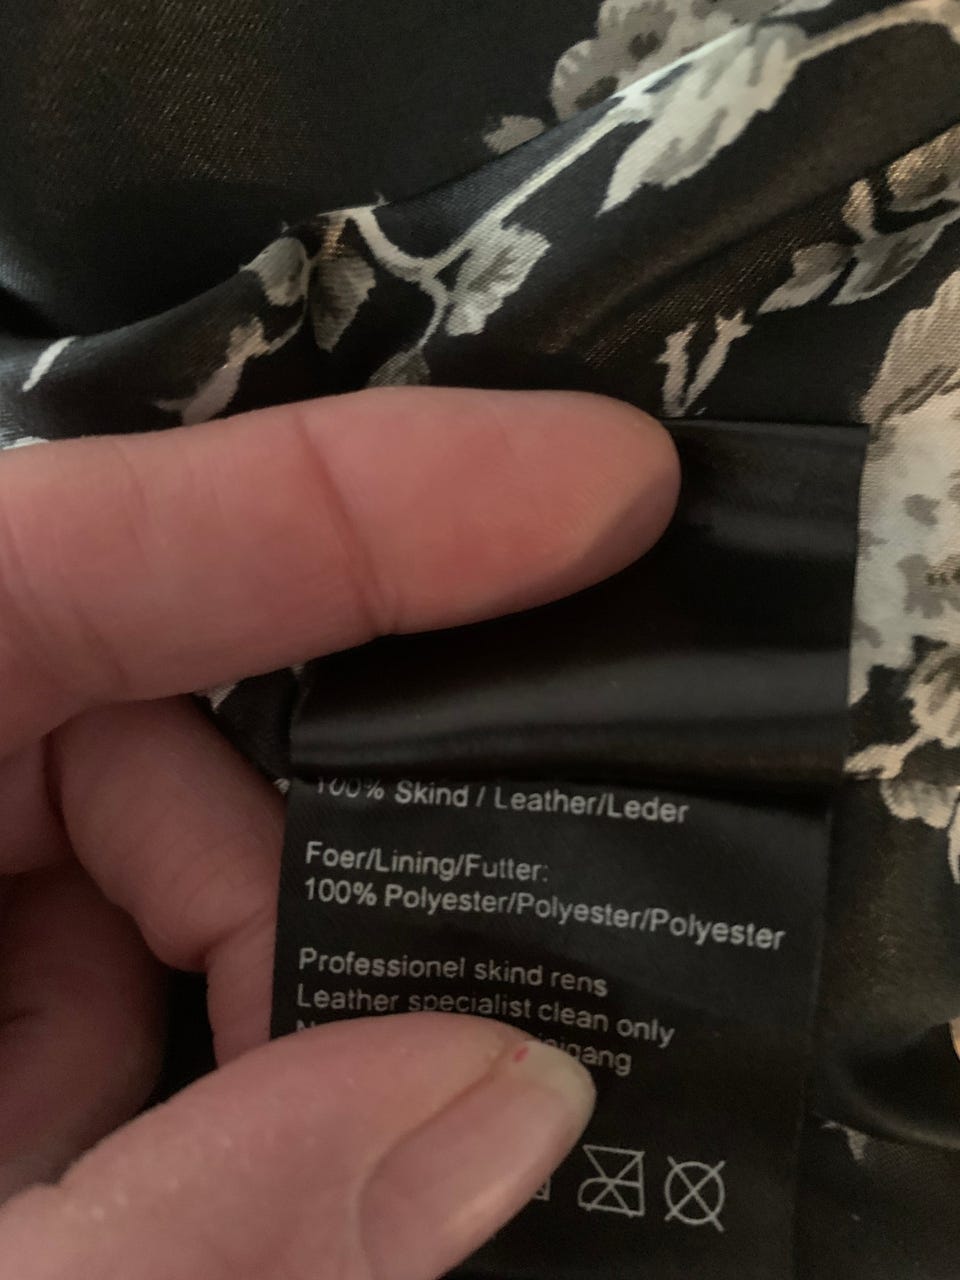 100% Skind / Leather/Leder
Foer/Lining/Futter:
100% Polyester/Polyester/Polyester
Professionel skind rens
Leather specialist clean only